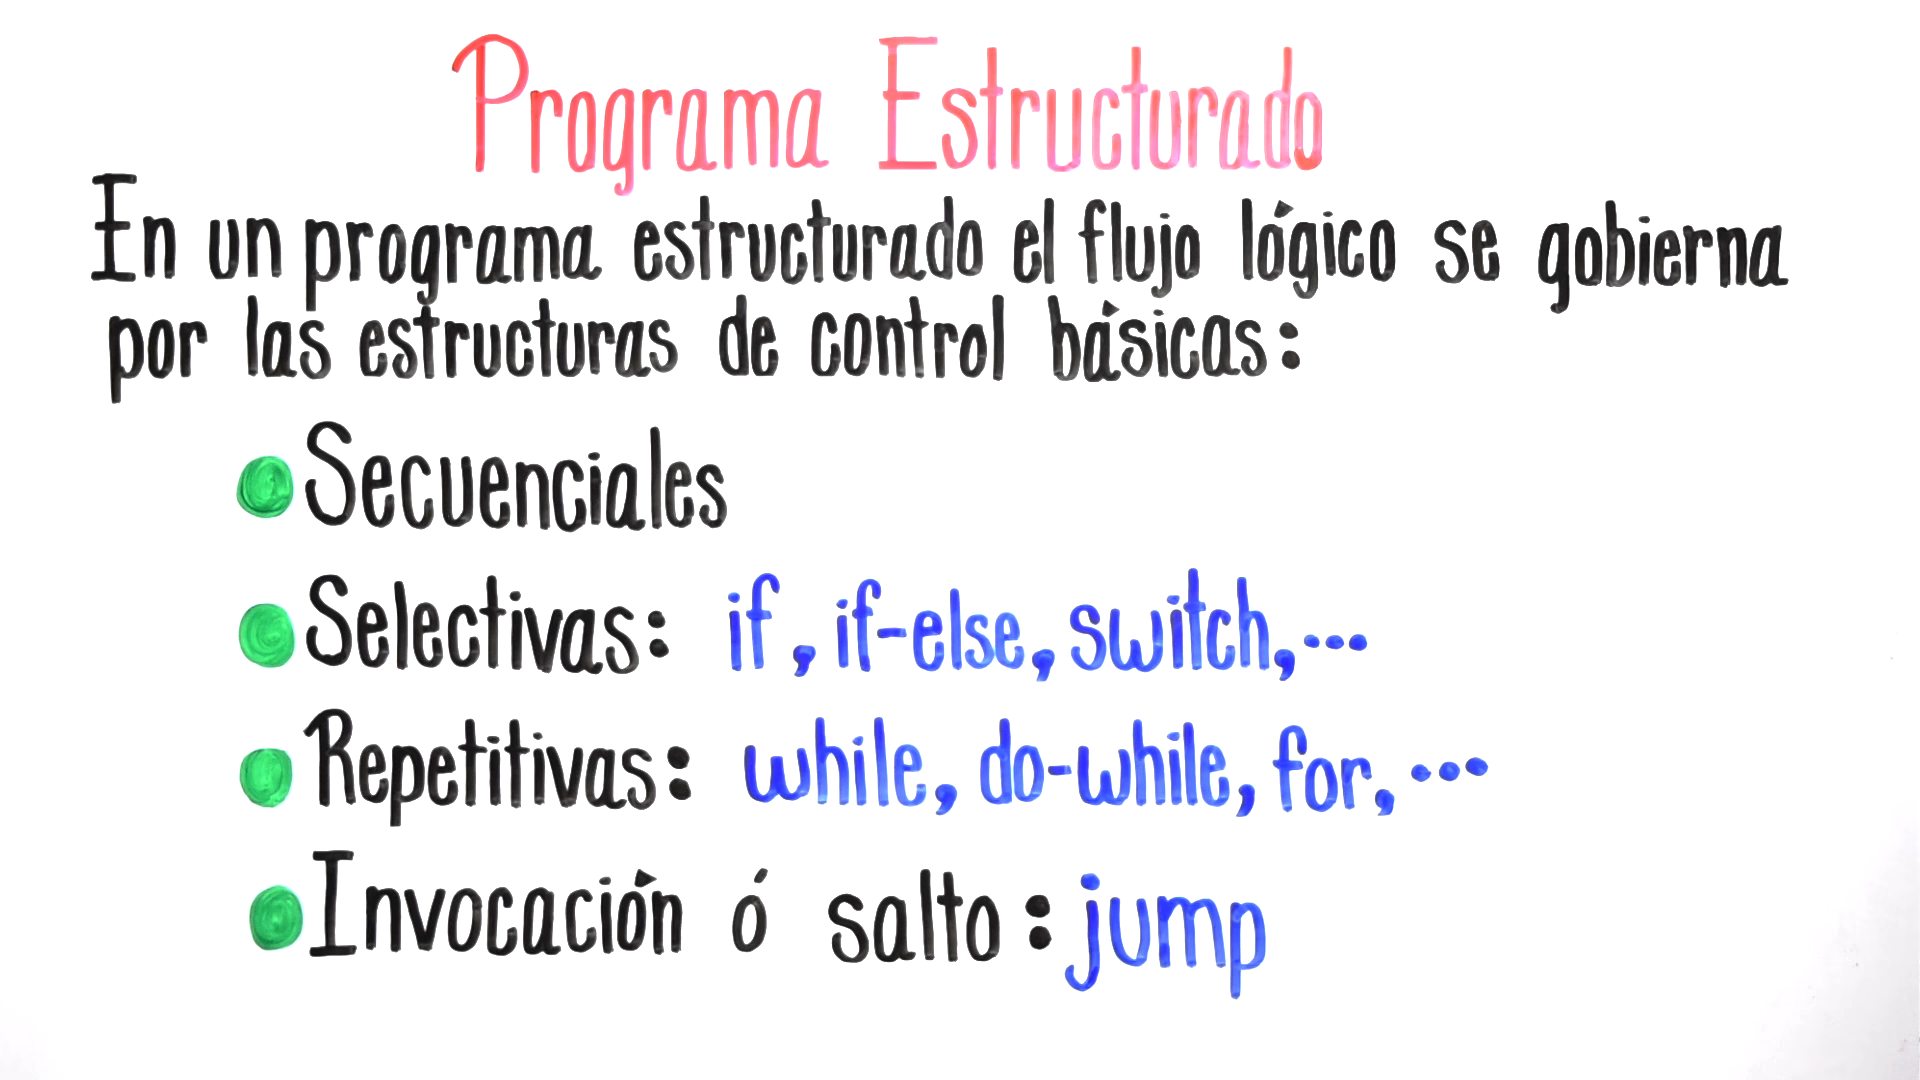 Programa Estructurado
En un programa estructurado el flujo lógico se gobierna
por las estructuras de control básicas:
Secuenciales
Selectivas: if, if-else, switch,...
Repetitivas: while, do-while, for,...
Invocación ó salto: jump